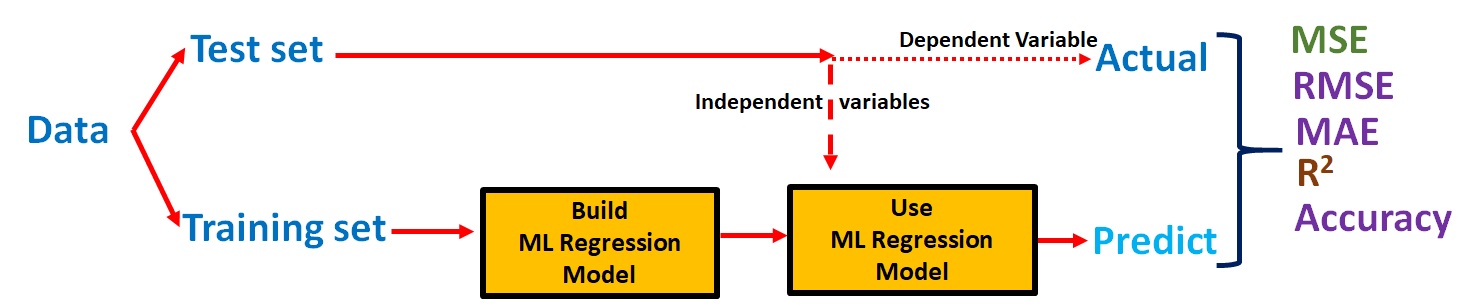 Data
Test set
Training set
Build
ML Regression
Model
Independent variables
Use
ML Regression
Model
Dependent Variable
Actual
Predict
MSE
RMSE
MAE
R²
Accuracy